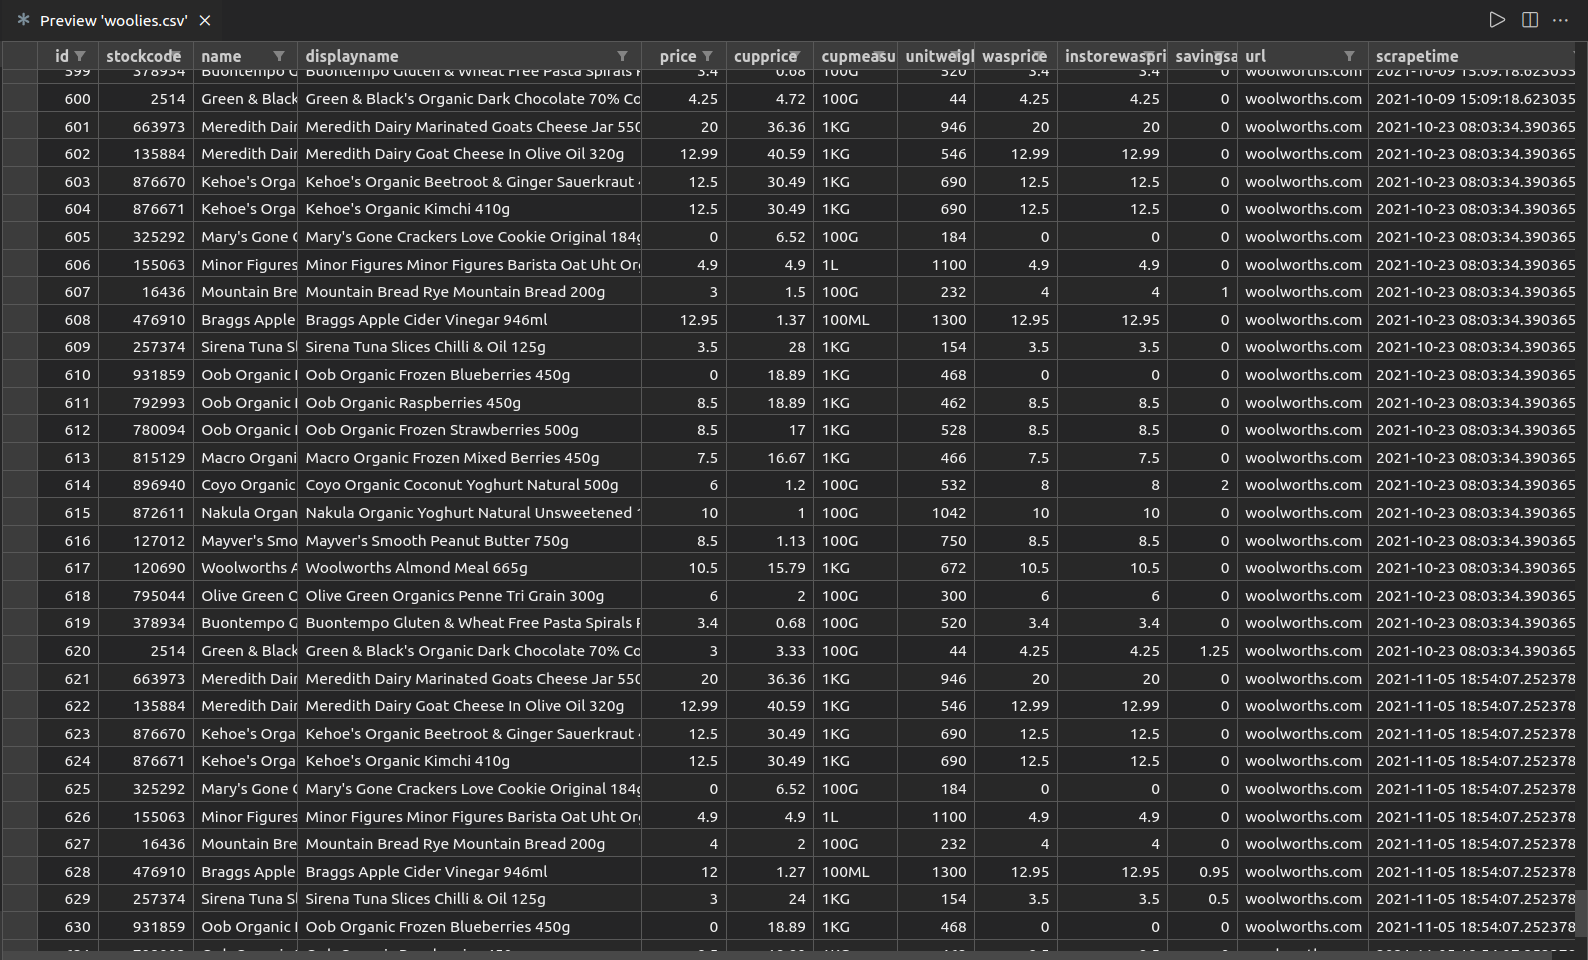 Preview 'woolies.csv'
id stockcode name displayname price cupprice cupmeasu unitweigl wasprice instorewaspri savingsa url scrapetime
599 378934 Buontempo G Buontempo Gluten & Wheat Free Pasta Spirals F 3.4 0.68 100G 520 3.4 3.4 0 woolworths.com 2021-10-09 15:09:18.623035
600 2514 Green & Black Green & Black's Organic Dark Chocolate 70% Co 4.25 4.72 100G 44 4.25 4.25 0 woolworths.com 2021-10-09 15:09:18.623035
601 663973 Meredith Dair Meredith Dairy Marinated Goats Cheese Jar 550 20 36.36 1KG 946 20 20 0 woolworths.com 2021-10-23 08:03:34.390365
602 135884 Meredith Dair Meredith Dairy Goat Cheese In Olive Oil 320g 12.99 40.59 1KG 546 12.99 12.99 0 woolworths.com 2021-10-23 08:03:34.390365
603 876670 Kehoe's Orga Kehoe's Organic Beetroot & Ginger Sauerkraut 12.5 30.49 1KG 690 12.5 12.5 0 woolworths.com 2021-10-23 08:03:34.390365
604 876671 Kehoe's Orga Kehoe's Organic Kimchi 410g 12.5 30.49 1KG 690 12.5 12.5 0 woolworths.com 2021-10-23 08:03:34.390365
605 325292 Mary's Gone C Mary's Gone Crackers Love Cookie Original 184g 0 6.52 100G 184 0 0 0 woolworths.com 2021-10-23 08:03:34.390365
606 155063 Minor Figures Minor Figures Minor Figures Barista Oat Uht Or 4.9 4.9 1L 1100 4.9 4.9 0 woolworths.com 2021-10-23 08:03:34.390365
607 16436 Mountain Bre Mountain Bread Rye Mountain Bread 200g 3 1.5 100G 232 4 4 1 woolworths.com 2021-10-23 08:03:34.390365
608 476910 Braggs Apple Braggs Apple Cider Vinegar 946ml 12.95 1.37 100ML 1300 12.95 12.95 0 woolworths.com 2021-10-23 08:03:34.390365
609 257374 Sirena Tuna Sl Sirena Tuna Slices Chilli & Oil 125g 3.5 28 1KG 154 3.5 3.5 0 woolworths.com 2021-10-23 08:03:34.390365
610 931859 Oob Organic Oob Organic Frozen Blueberries 450g 0 18.89 1KG 468 0 0 0 woolworths.com 2021-10-23 08:03:34.390365
611 792993 Oob Organic Oob Organic Raspberries 450g 8.5 18.89 1KG 462 8.5 8.5 0 woolworths.com 2021-10-23 08:03:34.390365
612 780094 Oob Organic Oob Organic Frozen Strawberries 500g 8.5 17 1KG 528 8.5 8.5 0 woolworths.com 2021-10-23 08:03:34.390365
613 815129 Macro Organi Macro Organic Frozen Mixed Berries 450g 7.5 16.67 1KG 466 7.5 7.5 0 woolworths.com 2021-10-23 08:03:34.390365
614 896940 Coyo Organic Coyo Organic Coconut Yoghurt Natural 500g 6 1.2 100G 532 8 8 2 woolworths.com 2021-10-23 08:03:34.390365
615 872611 Nakula Organ Nakula Organic Yoghurt Natural Unsweetened 10 1 100G 1042 10 10 0 woolworths.com 2021-10-23 08:03:34.390365
616 127012 Mayver's Smo Mayver's Smooth Peanut Butter 750g 8.5 1.13 100G 750 8.5 8.5 0 woolworths.com 2021-10-23 08:03:34.390365
617 120690 Woolworths A Woolworths Almond Meal 665g 10.5 15.79 1KG 672 10.5 10.5 0 woolworths.com 2021-10-23 08:03:34.390365
618 795044 Olive Green C Olive Green Organics Penne Tri Grain 300g 6 2 100G 300 6 6 0 woolworths.com 2021-10-23 08:03:34.390365
619 378934 Buontempo G Buontempo Gluten & Wheat Free Pasta Spirals F 3.4 0.68 100G 520 3.4 3.4 0 woolworths.com 2021-10-23 08:03:34.390365
620 2514 Green & Black Green & Black's Organic Dark Chocolate 70% Co 3 3.33 100G 44 4.25 4.25 1.25 woolworths.com 2021-10-23 08:03:34.390365
621 663973 Meredith Dair Meredith Dairy Marinated Goats Cheese Jar 550 20 36.36 1KG 946 20 20 0 woolworths.com 2021-11-05 18:54:07.252378
622 135884 Meredith Dair Meredith Dairy Goat Cheese In Olive Oil 320g 12.99 40.59 1KG 546 12.99 12.99 0 woolworths.com 2021-11-05 18:54:07.252378
623 876670 Kehoe's Orga Kehoe's Organic Beetroot & Ginger Sauerkraut 12.5 30.49 1KG 690 12.5 12.5 0 woolworths.com 2021-11-05 18:54:07.252378
624 876671 Kehoe's Orga Kehoe's Organic Kimchi 410g 12.5 30.49 1KG 690 12.5 12.5 0 woolworths.com 2021-11-05 18:54:07.252378
625 325292 Mary's Gone C Mary's Gone Crackers Love Cookie Original 184g 0 6.52 100G 184 0 0 0 woolworths.com 2021-11-05 18:54:07.252378
626 155063 Minor Figures Minor Figures Minor Figures Barista Oat Uht Or 4.9 4.9 1L 1100 4.9 4.9 0 woolworths.com 2021-11-05 18:54:07.252378
627 16436 Mountain Bre Mountain Bread Rye Mountain Bread 200g 4 2 100G 232 4 4 0 woolworths.com 2021-11-05 18:54:07.252378
628 476910 Braggs Apple Braggs Apple Cider Vinegar 946ml 12 1.27 100ML 1300 12.95 12.95 0.95 woolworths.com 2021-11-05 18:54:07.252378
629 257374 Sirena Tuna Sl Sirena Tuna Slices Chilli & Oil 125g 3 24 1KG 154 3.5 3.5 0.5 woolworths.com 2021-11-05 18:54:07.252378
630 931859 Oob Organic Oob Organic Frozen Blueberries 450g 0 18.89 1KG 468 0 0 0 woolworths.com 2021-11-05 18:54:07.252378